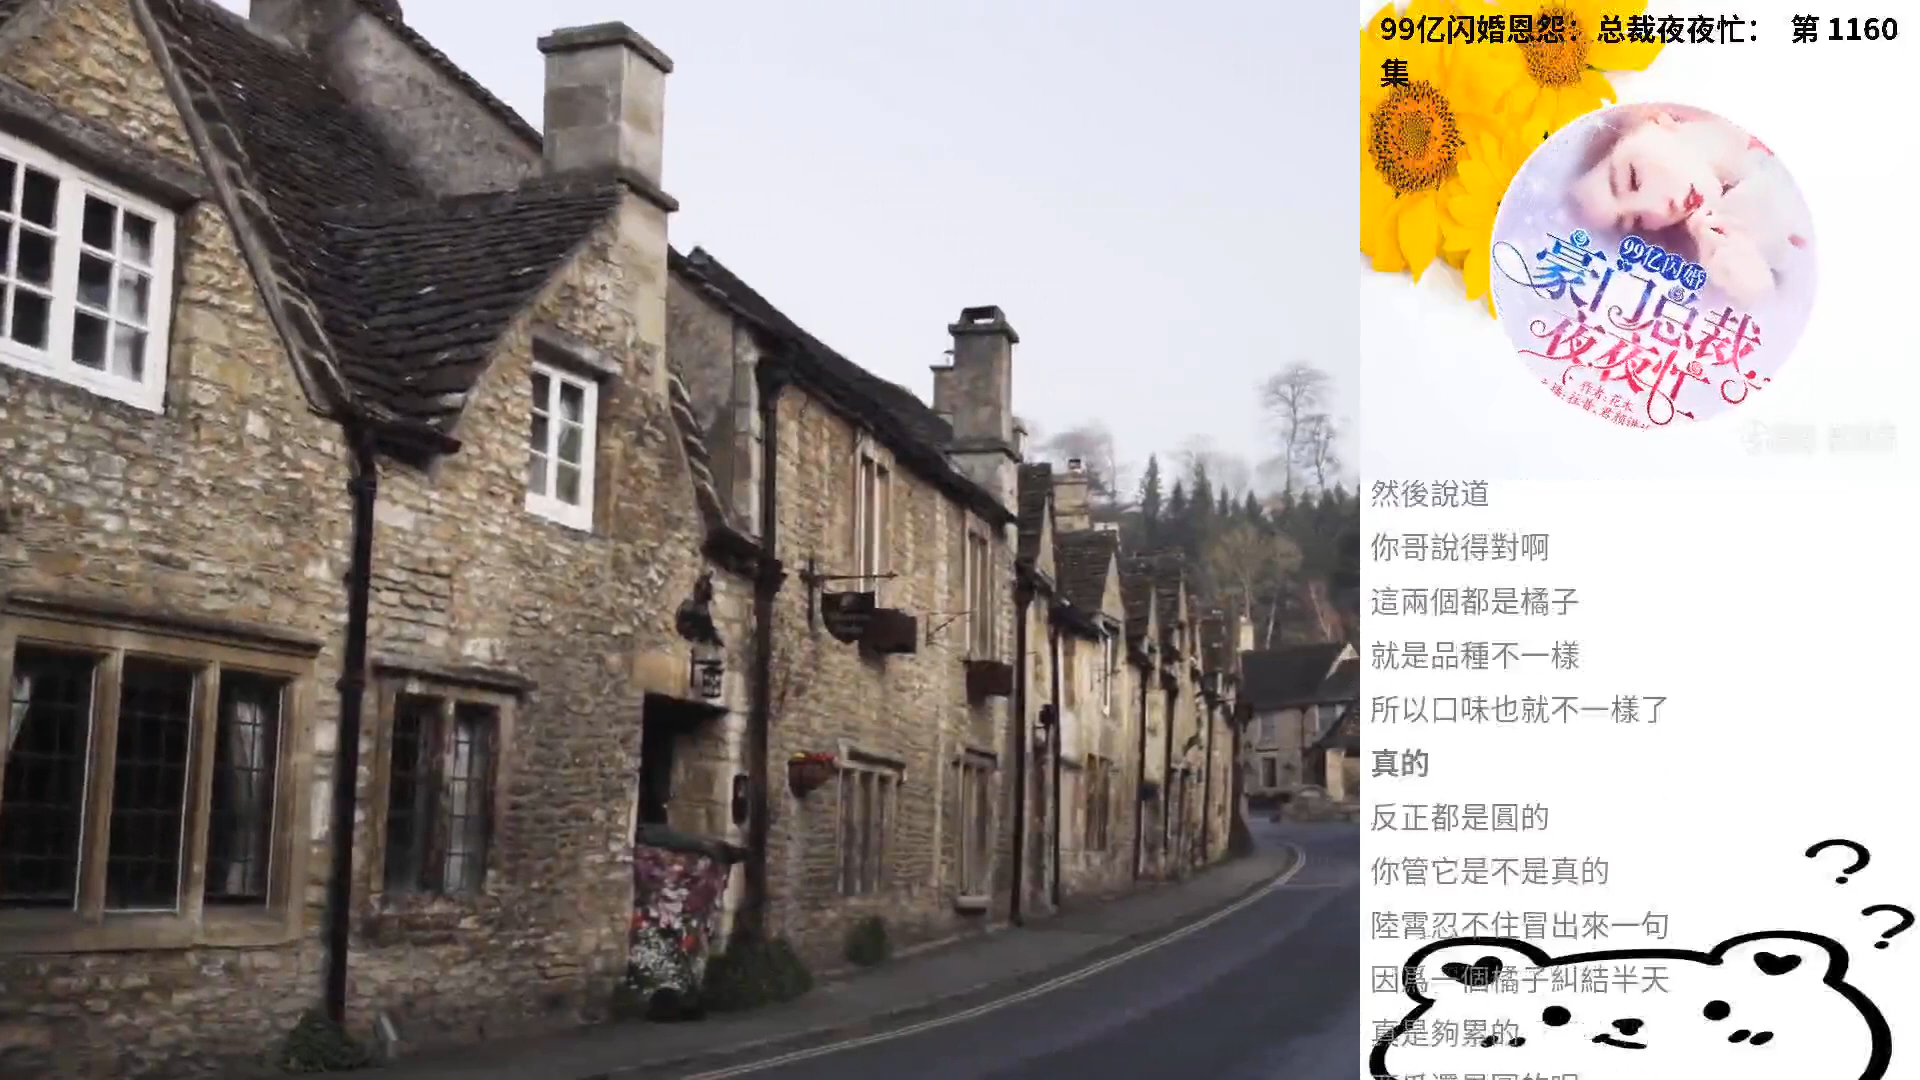 99亿闪婚恩怨：总裁夜夜忙： 第 1160
集
99亿闪婚
豪门总裁
夜夜忙
作者:花木
然後說道
你哥說得對啊
這兩個都是橘子
就是品種不一樣
所以口味也就不一樣了
真的
反正都是圓的
你管它是不是真的
陸霄忍不住冒出來一句
因爲一個橘子糾結半天
真是夠累的